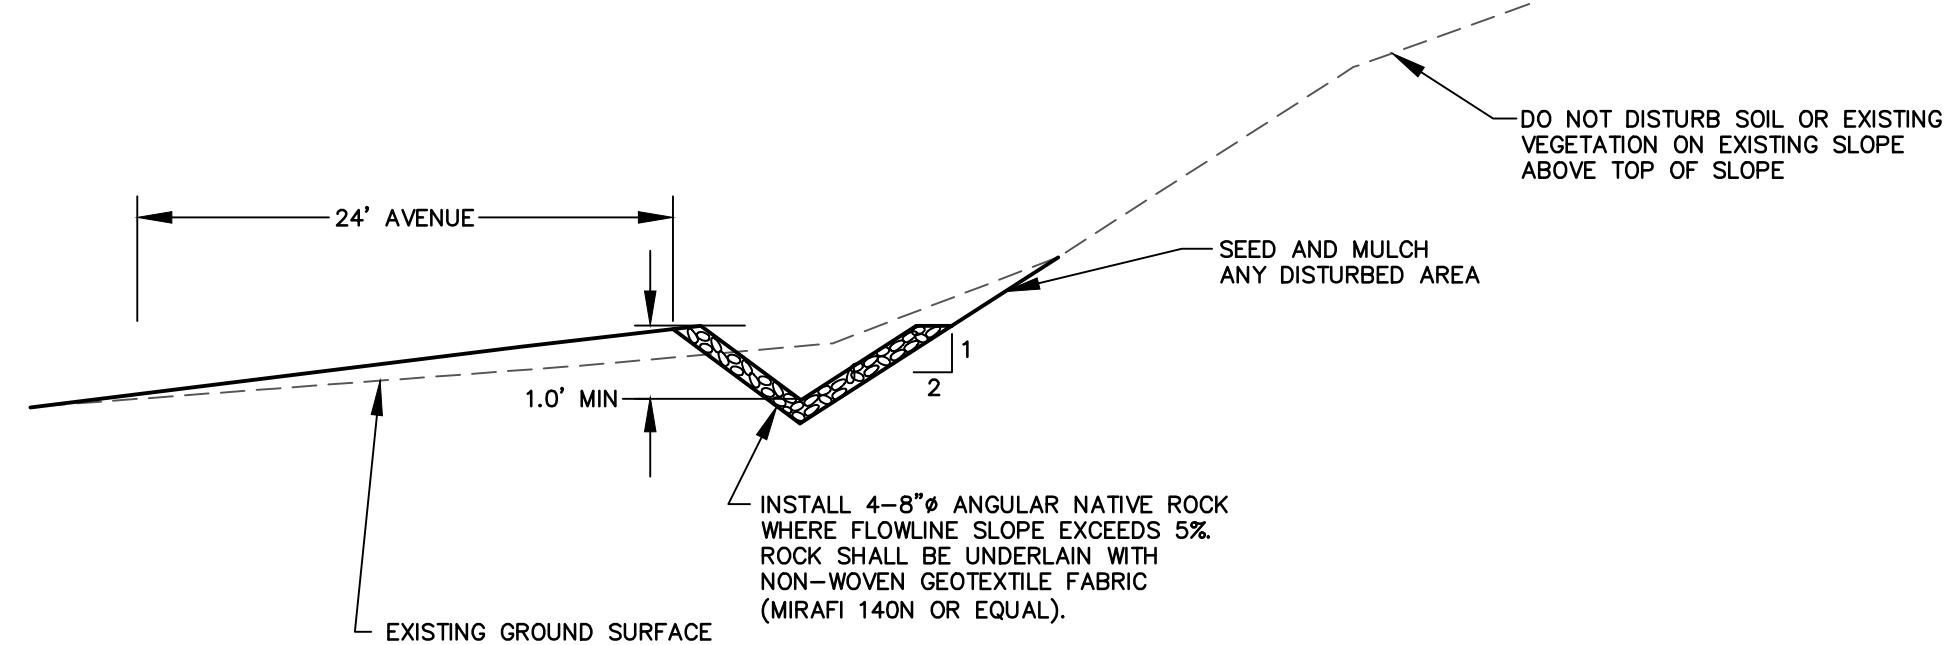 DO NOT DISTURB SOIL OR EXISTING
VEGETATION ON EXISTING SLOPE
ABOVE TOP OF SLOPE
24' AVENUE
SEED AND MULCH
ANY DISTURBED AREA
1
2
1.0' MIN
INSTALL 4-8"ø ANGULAR NATIVE ROCK
WHERE FLOWLINE SLOPE EXCEEDS 5%.
ROCK SHALL BE UNDERLAIN WITH
NON-WOVEN GEOTEXTILE FABRIC
(MIRAFI 140N OR EQUAL).
EXISTING GROUND SURFACE